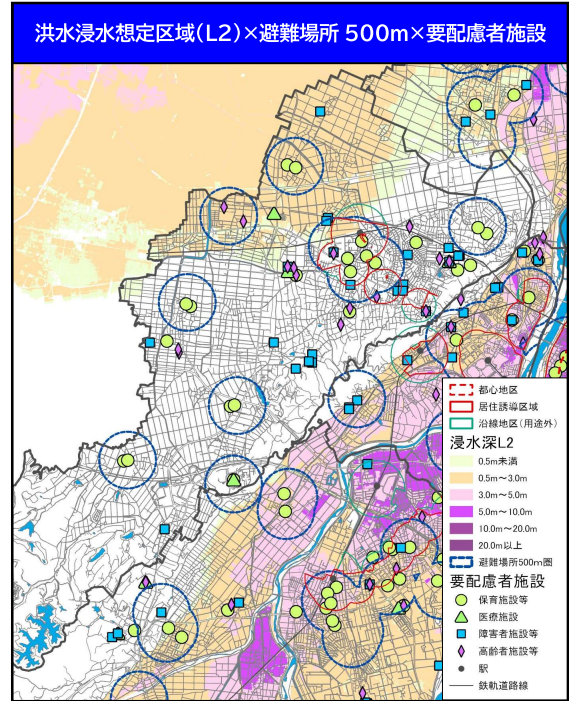 洪水浸水想定区域(L2)×避難場所 500m×要配慮者施設
都心地区
居住誘導区域
沿線地区(用途外)
浸水深L2
0.5m未満
0.5m～3.0m
3.0m～5.0m
5.0m～10.0m
10.0m～20.0m
20.0m以上
避難場所500m圏
要配慮者施設
保育施設等
医療施設
障害者施設等
高齢者施設等
駅
鉄軌道路線